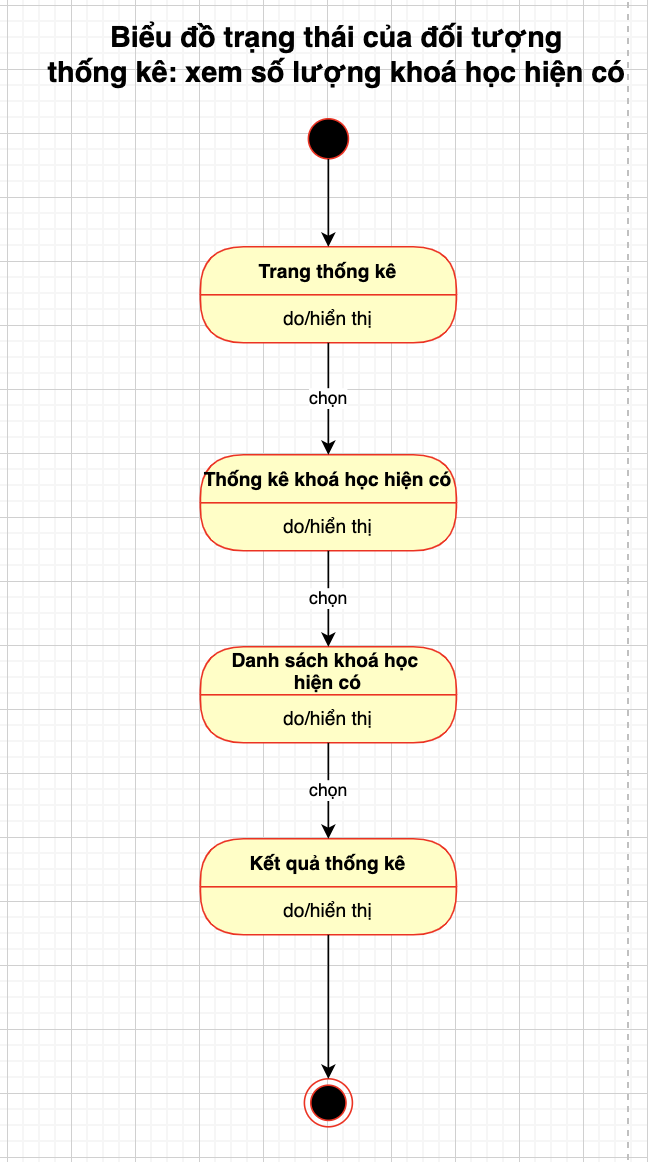 Biểu đồ trạng thái của đối tượng
thống kê: xem số lượng khoá học hiện có
Trang thống kê
do/hiển thị
chọn
Thống kê khoá học hiện có
do/hiển thị
chọn
Danh sách khoá học
hiện có
do/hiển thị
chọn
Kết quả thống kê
do/hiển thị